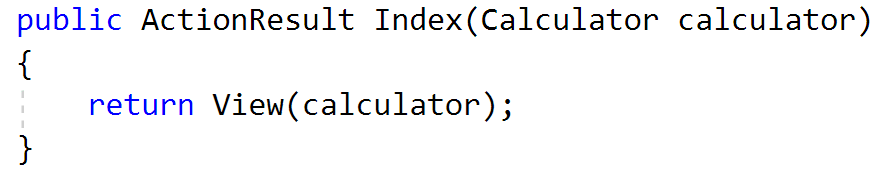 public ActionResult Index(Calculator calculator)
{
    return View(calculator);
}